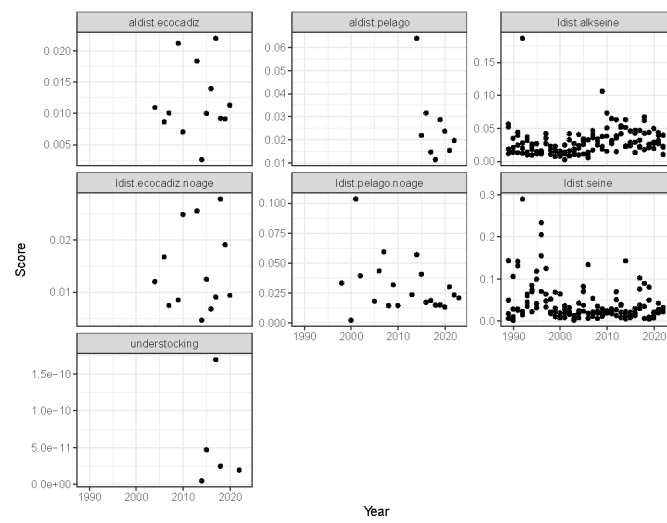 aldist.ecocadiz
aldist.pelago
ldist.alkseine
0.020
0.015
0.010
0.005
0.06
0.05
0.04
0.03
0.02
0.01
0.15
0.10
0.05
0.00
ldist.ecocadiz.noage
ldist.pelago.noage
ldist.seine
0.02
0.01
0.100
0.075
0.050
0.025
0.000
0.3
0.2
0.1
0.0
1990 2000 2010 2020
1990 2000 2010 2020
understocking
1.5e-10
1.0e-10
5.0e-11
0.0e+00
1990 2000 2010 2020
Score
Year